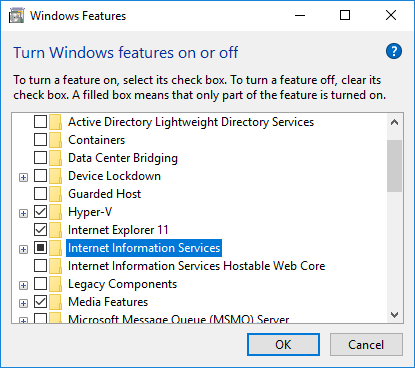 Windows Features
Turn Windows features on or off
To turn a feature on, select its check box. To turn a feature off, clear its
check box. A filled box means that only part of the feature is turned on.
Active Directory Lightweight Directory Services
Containers
Data Center Bridging
Device Lockdown
Guarded Host
Hyper-V
Internet Explorer 11
Internet Information Services
Internet Information Services Hostable Web Core
Legacy Components
Media Features
Microsoft Message Queue (MSMQ) Server
OK
Cancel